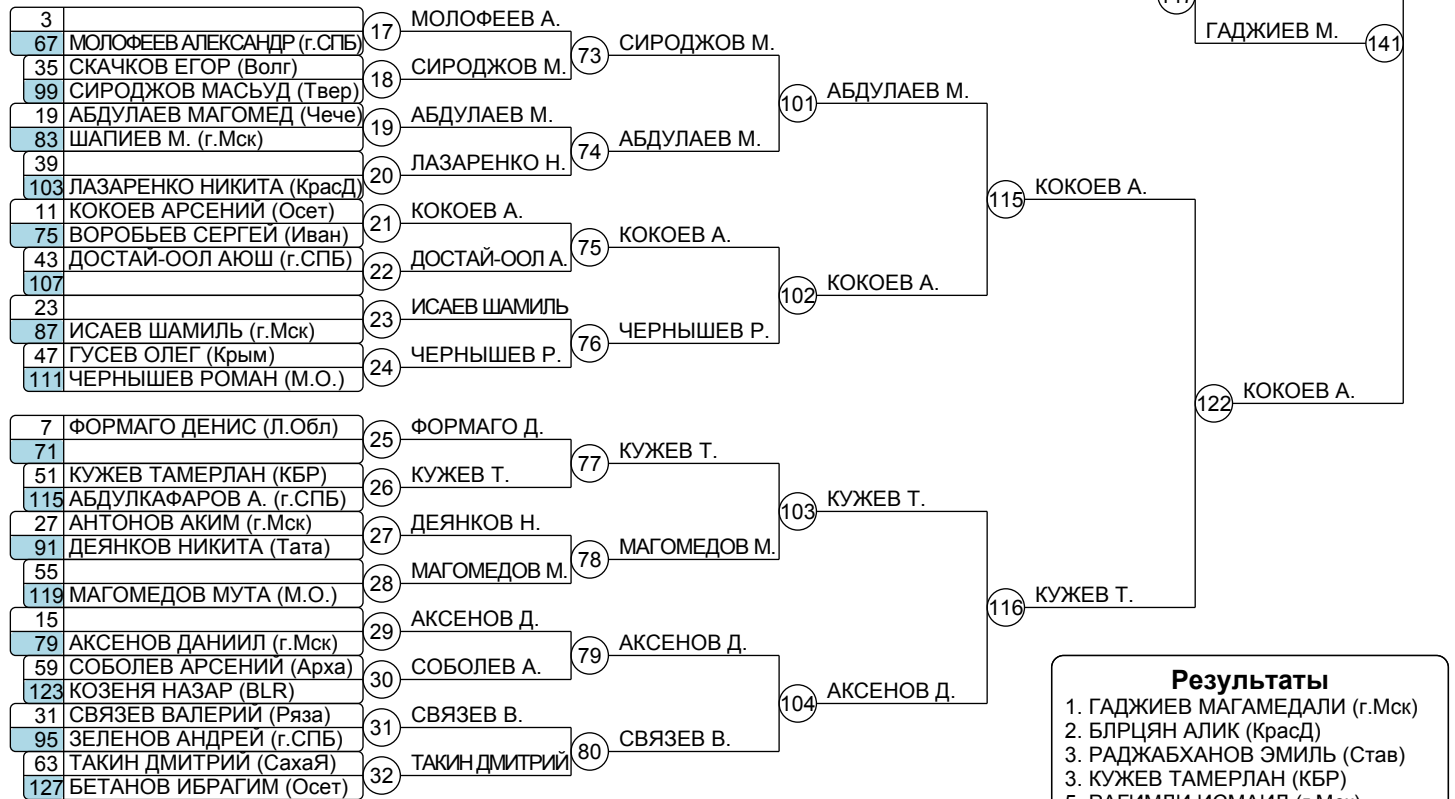 ГАДЖИЕВ М.
141
3
67 МОЛОФЕЕВ АЛЕКСАНДР (г.СПБ)
17 МОЛОФЕЕВ А.
35 СКАЧКОВ ЕГОР (Волг)
99 СИРОДЖОВ МАСЬУД (Твер)
18 СИРОДЖОВ М.
73 СИРОДЖОВ М.
19 АБДУЛАЕВ МАГОМЕД (Чече)
83 ШАПИЕВ М. (г.Мск)
19 АБДУЛАЕВ М.
39
103 ЛАЗАРЕНКО НИКИТА (КрасД)
20 ЛАЗАРЕНКО Н.
74 АБДУЛАЕВ М.
101 АБДУЛАЕВ М.
11 КОКОЕВ АРСЕНИЙ (Осет)
75 ВОРОБЬЕВ СЕРГЕЙ (Иван)
21 КОКОЕВ А.
43 ДОСТАЙ-ООЛ АЮШ (г.СПБ)
107
22 ДОСТАЙ-ООЛ А.
75 КОКОЕВ А.
23
87 ИСАЕВ ШАМИЛЬ (г.Мск)
23 ИСАЕВ ШАМИЛЬ
47 ГУСЕВ ОЛЕГ (Крым)
111 ЧЕРНЫШЕВ РОМАН (М.О.)
24 ЧЕРНЫШЕВ Р.
76 ЧЕРНЫШЕВ Р.
102 КОКОЕВ А.
115 КОКОЕВ А.
7 ФОРМАГО ДЕНИС (Л.Обл)
71
25 ФОРМАГО Д.
51 КУЖЕВ ТАМЕРЛАН (КБР)
115 АБДУЛКАФАРОВ А. (г.СПБ)
26 КУЖЕВ Т.
77 КУЖЕВ Т.
27 АНТОНОВ АКИМ (г.Мск)
91 ДЕЯНКОВ НИКИТА (Тата)
27 ДЕЯНКОВ Н.
55
119 МАГОМЕДОВ МУТА (М.О.)
28 МАГОМЕДОВ М.
78 МАГОМЕДОВ М.
103 КУЖЕВ Т.
15
79 АКСЕНОВ ДАНИИЛ (г.Мск)
29 АКСЕНОВ Д.
59 СОБОЛЕВ АРСЕНИЙ (Арха)
123 КОЗЕНЯ НАЗАР (BLR)
30 СОБОЛЕВ А.
79 АКСЕНОВ Д.
31 СВЯЗЕВ ВАЛЕРИЙ (Ряза)
95 ЗЕЛЕНОВ АНДРЕЙ (г.СПБ)
31 СВЯЗЕВ В.
63 ТАКИН ДМИТРИЙ (СахаЯ)
127 БЕТАНОВ ИБРАГИМ (Осет)
32 ТАКИН ДМИТРИЙ
80 СВЯЗЕВ В.
104 АКСЕНОВ Д.
116 КУЖЕВ Т.
122 КОКОЕВ А.
Результаты
1. ГАДЖИЕВ МАГАМЕДАЛИ (г.Мск)
2. БЛРЦЯН АЛИК (КрасД)
3. РАДЖАБХАНОВ ЭМИЛЬ (Став)
3. КУЖЕВ ТАМЕРЛАН (КБР)